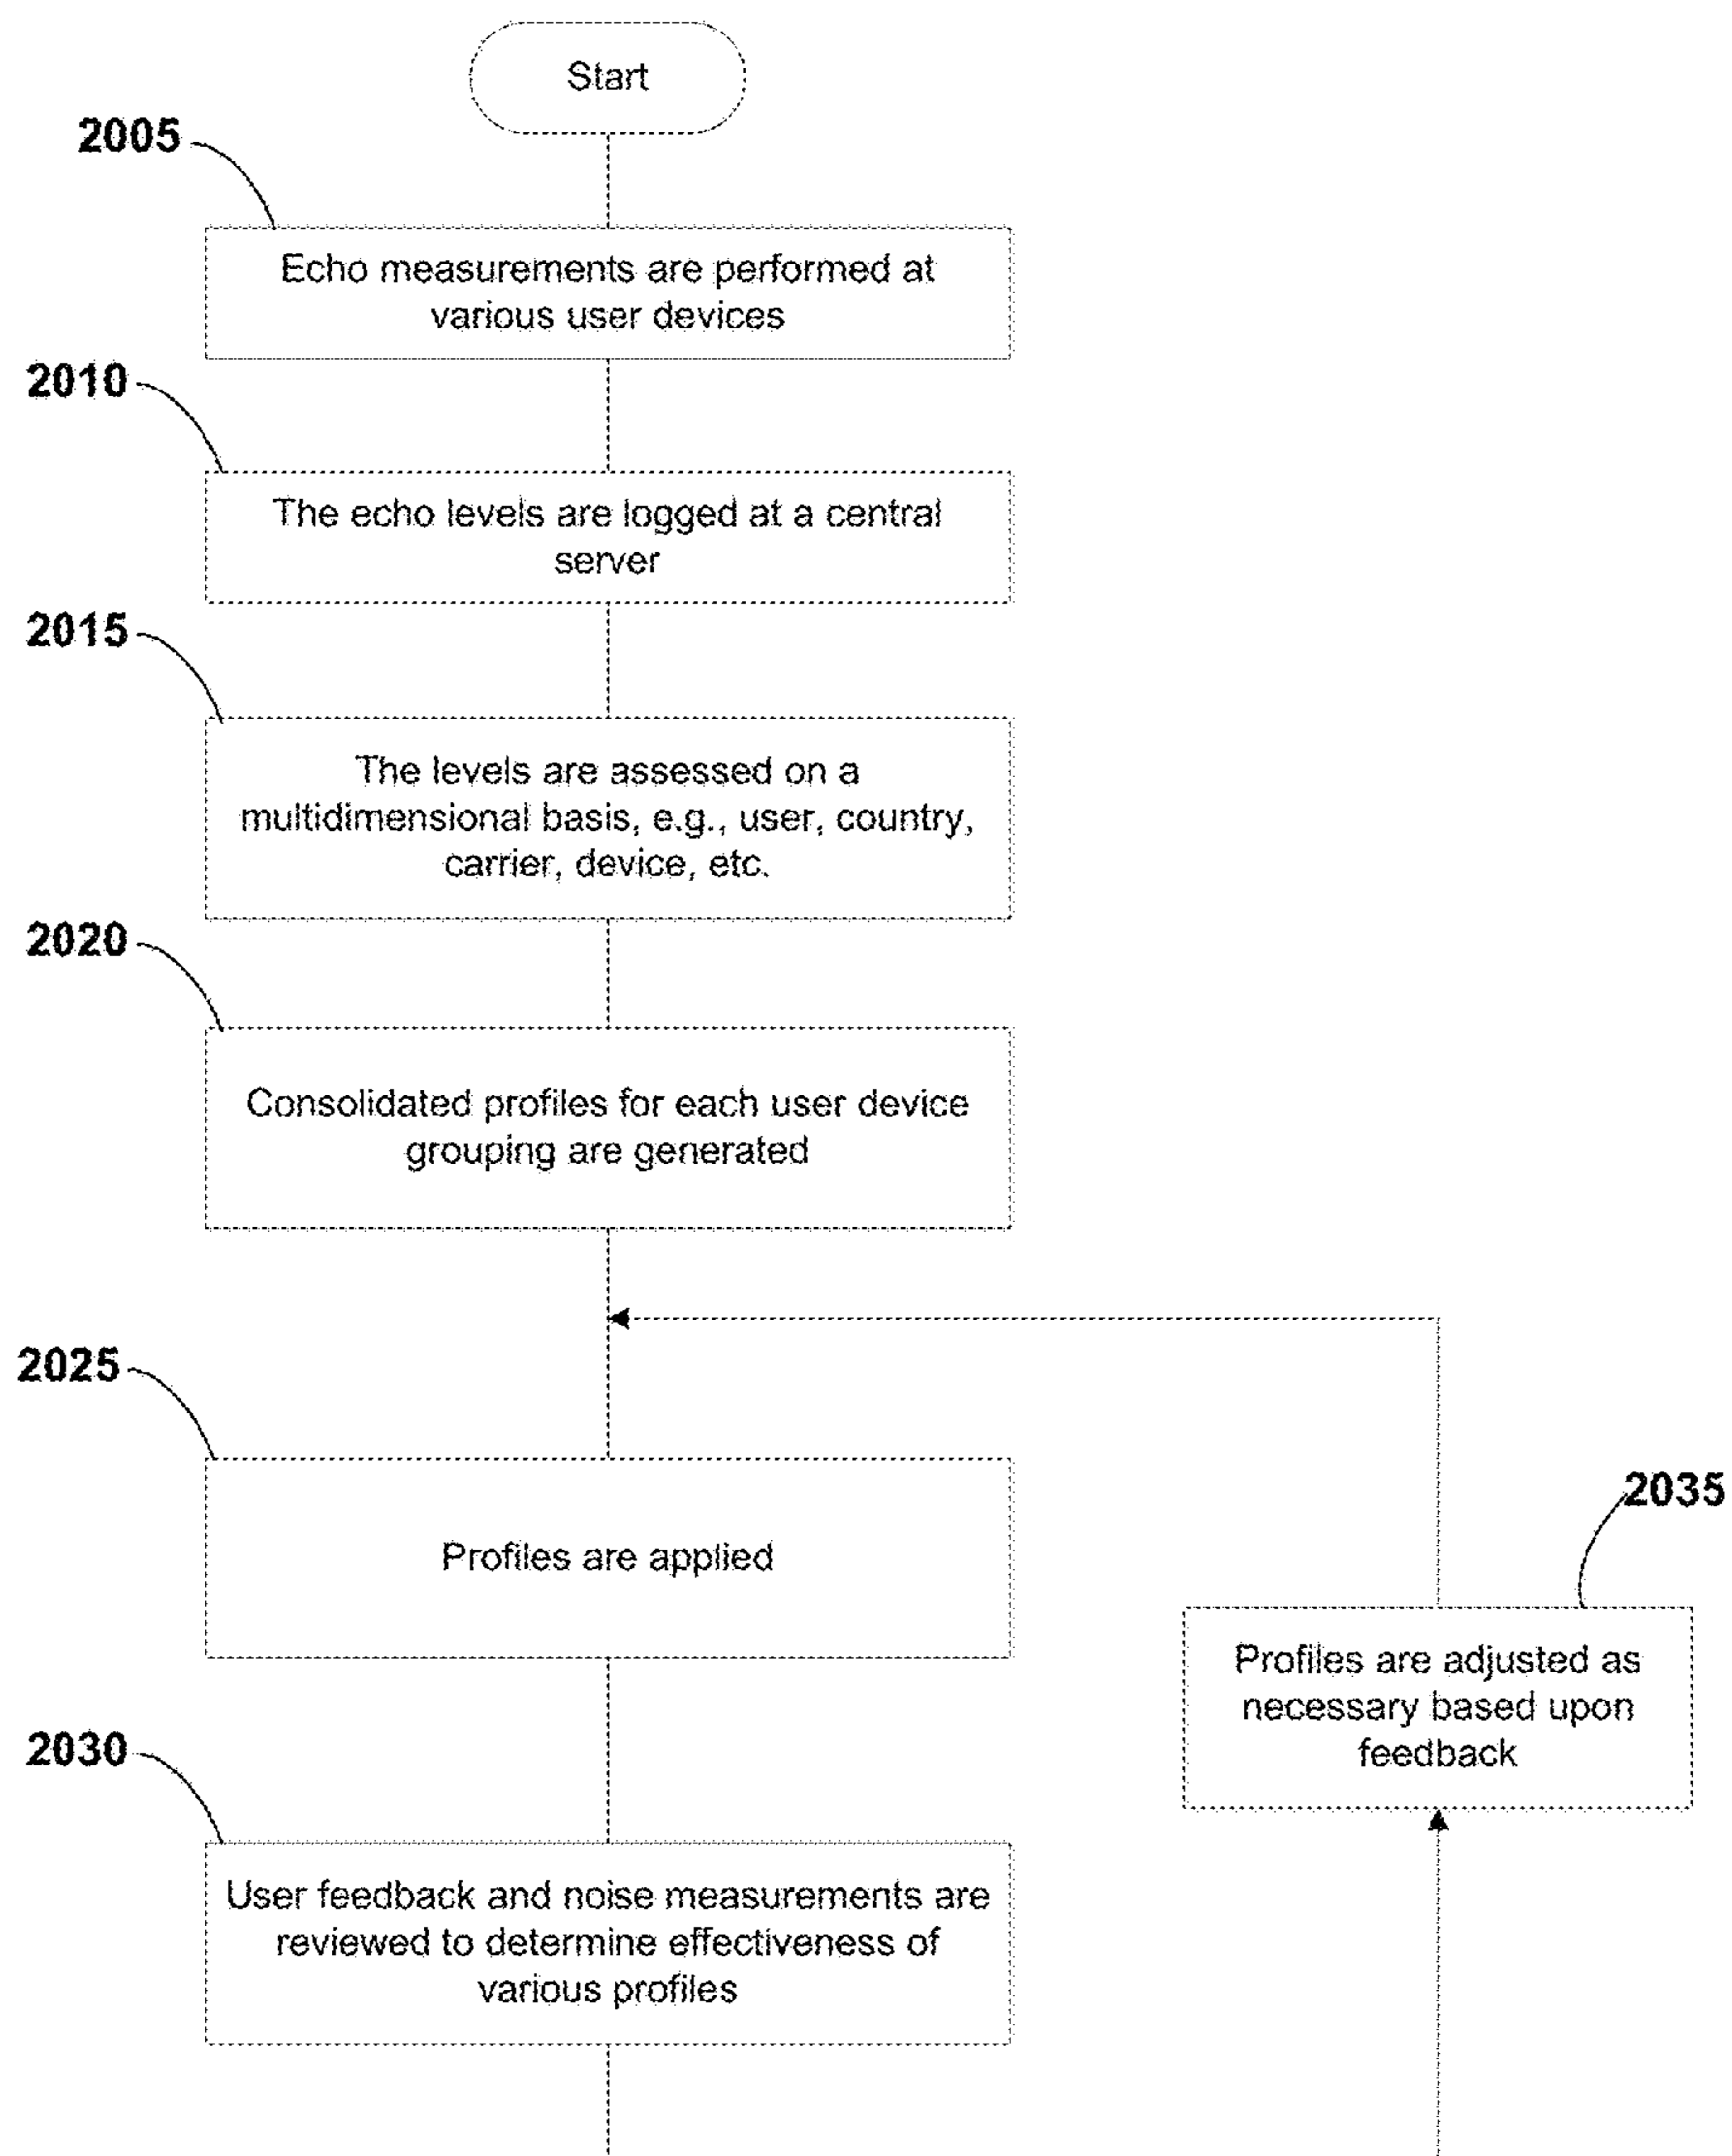 Start
2005
Echo measurements are performed at
various user devices
2010
The echo levels are logged at a central
server
2015
The levels are assessed on a
multidimensional basis, e.g., user, country,
carrier, device, etc.
2020
Consolidated profiles for each user device
grouping are generated
2025
Profiles are applied
2035
Profiles are adjusted as
necessary based upon
feedback
2030
User feedback and noise measurements are
reviewed to determine effectiveness of
various profiles